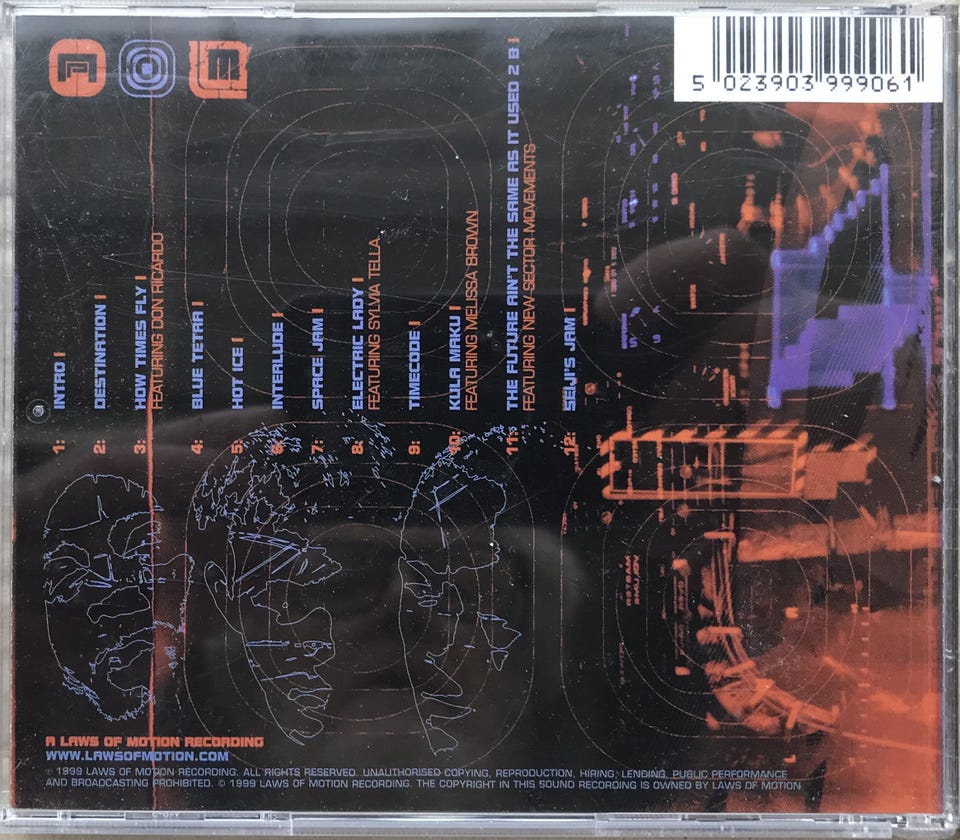 5 023903 999061
1: INTRO
2: DESTINATION
3: HOW TIMES FLY
FEATURING DON RICARDO
4: BLUE TETRA
5: HOT ICE
6: INTERLUDE
7: SPACE JAM
8: ELECTRIC LADY
FEATURING SYLVIA TELLA
9: TIMECODE
10: KULA MAKU
FEATURING MELISSA BROWN
11: THE FUTURE AIN'T THE SAME AS IT USED 2 B
FEATURING NEW SECTOR MOVEMENTS
12: SEIJI'S JAM
A LAWS OF MOTION RECORDING
WWW.LAWSOFMOTION.COM
℗ 1999 LAWS OF MOTION RECORDING. ALL RIGHTS RESERVED. UNAUTHORISED COPYING, REPRODUCTION, HIRING, LENDING, PUBLIC PERFORMANCE
AND BROADCASTING PROHIBITED. © 1999 LAWS OF MOTION RECORDING. THE COPYRIGHT IN THIS SOUND RECORDING IS OWNED BY LAWS OF MOTION